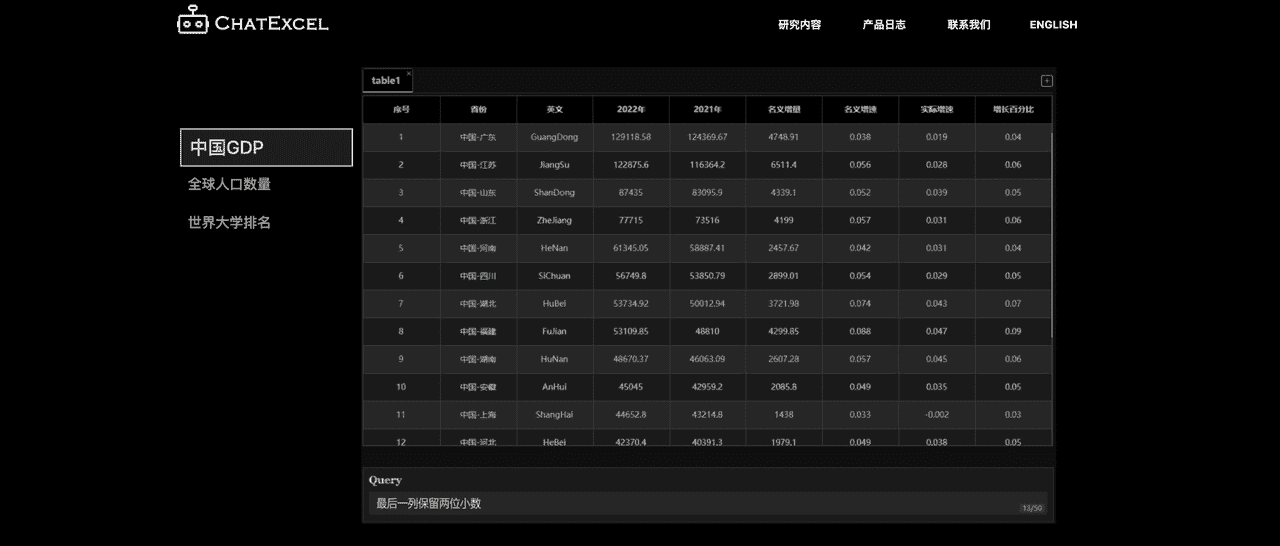 CHATEXCEL
研究内容 产品日志 联系我们 ENGLISH
table1 ×
中国GDP
全球人口数量
世界大学排名
序号 省份 英文 2022年 2021年 名义增量 名义增速 实际增速 增长百分比
1 中国-广东 GuangDong 129118.58 124369.67 4748.91 0.038 0.019 0.04
2 中国-江苏 JiangSu 122875.6 116364.2 6511.4 0.056 0.028 0.06
3 中国-山东 ShanDong 87435 83095.9 4339.1 0.052 0.039 0.05
4 中国-浙江 ZheJiang 77715 73516 4199 0.057 0.031 0.06
5 中国-河南 HeNan 61345.05 58887.41 2457.67 0.042 0.031 0.04
6 中国-四川 SiChuan 56749.8 53850.79 2899.01 0.054 0.029 0.05
7 中国-湖北 HuBei 53734.92 50012.94 3721.98 0.074 0.043 0.07
8 中国-福建 FuJian 53109.85 48810 4299.85 0.088 0.047 0.09
9 中国-湖南 HuNan 48670.37 46063.09 2607.28 0.057 0.045 0.06
10 中国-安徽 AnHui 45045 42959.2 2085.8 0.049 0.035 0.05
11 中国-上海 ShangHai 44652.8 43214.8 1438 0.033 -0.002 0.03
12 中国-河北 HeBei 42370.4 40391.3 1979.1 0.049 0.038 0.05
Query
最后一列保留两位小数
13/50